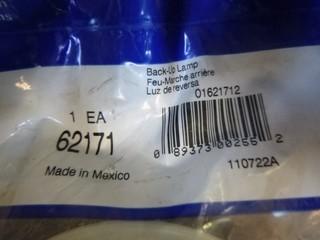 Back-Up Lamp
Feu-Marche arrière
Luz de reversa
01621712
1 EA
62171
Made in Mexico
0 89373 00255 2
110722A